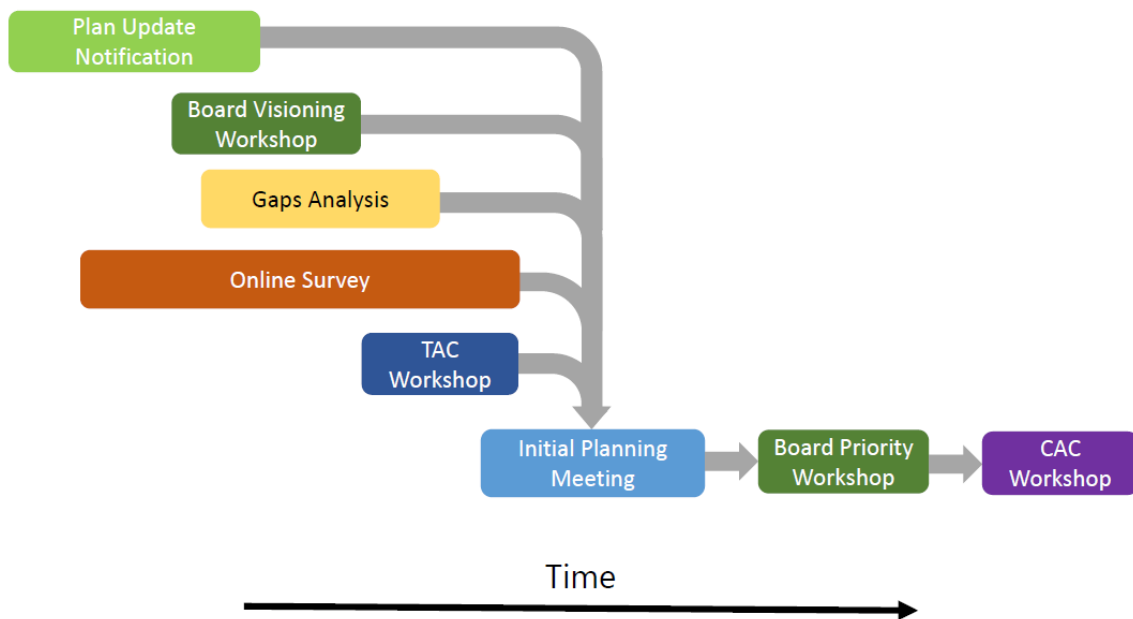 Plan Update
Notification
Board Visioning
Workshop
Gaps Analysis
Online Survey
TAC
Workshop
Initial Planning
Meeting
Board Priority
Workshop
CAC
Workshop
Time